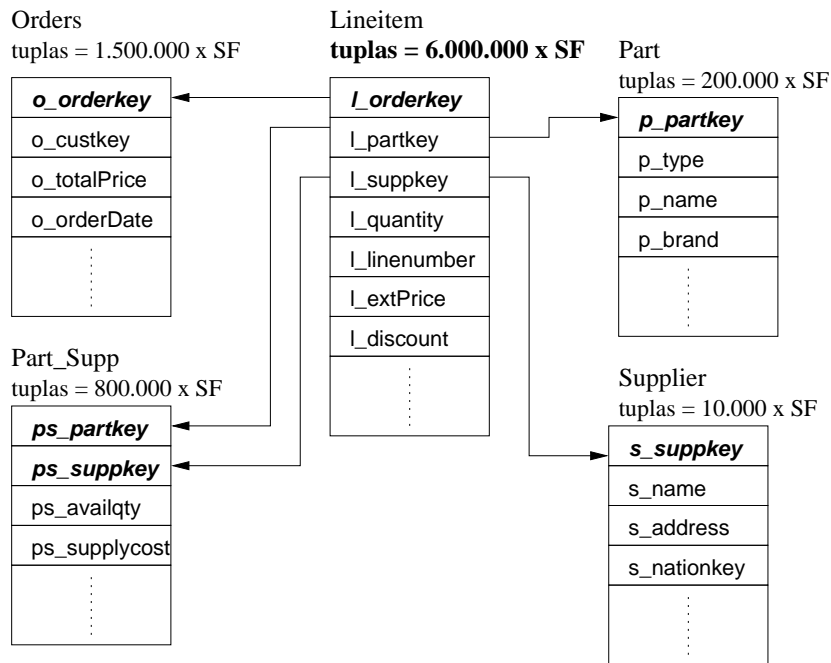 Orders
tuplas = 1.500.000 x SF
o_orderkey
o_custkey
o_totalPrice
o_orderDate
Lineitem
tuplas = 6.000.000 x SF
l_orderkey
l_partkey
l_suppkey
l_quantity
l_linenumber
l_extPrice
l_discount
Part
tuplas = 200.000 x SF
p_partkey
p_type
p_name
p_brand
Part_Supp
tuplas = 800.000 x SF
ps_partkey
ps_suppkey
ps_availqty
ps_supplycost
Supplier
tuplas = 10.000 x SF
s_suppkey
s_name
s_address
s_nationkey